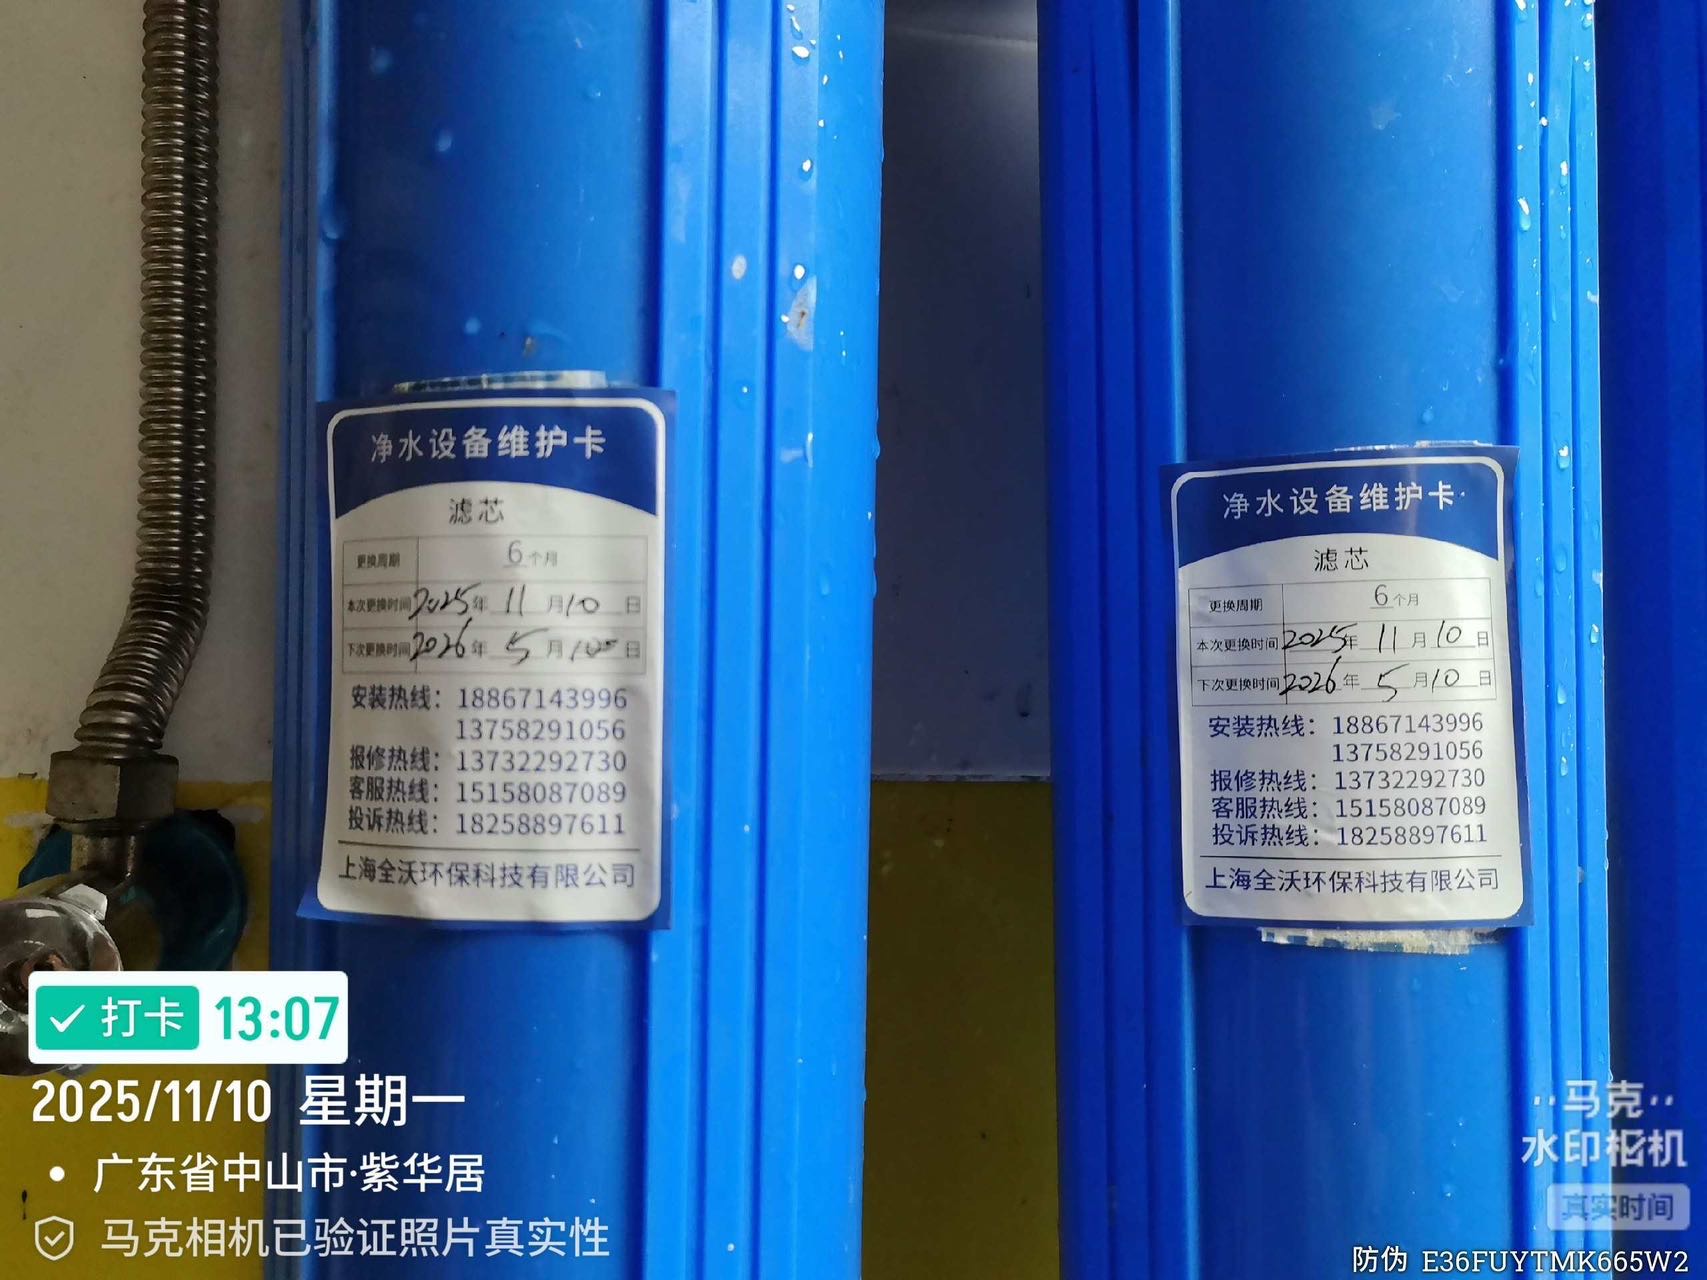 净水设备维护卡
滤芯
更换周期 6个月
本次更换时间 2025年 11月10日
下次更换时间 2026年 5月10日
安装热线：18867143996
13758291056
报修热线：13732292730
客服热线：15158087089
投诉热线：18258897611
上海全沃环保科技有限公司
净水设备维护卡
滤芯
更换周期 6个月
本次更换时间 2025年 11月10日
下次更换时间 2026年 5月10日
安装热线：18867143996
13758291056
报修热线：13732292730
客服热线：15158087089
投诉热线：18258897611
上海全沃环保科技有限公司
打卡 13:07
2025/11/10 星期一
广东省中山市·紫华居
马克相机已验证照片真实性
马克
水印相机
真实时间
防伪 E36FUYTMK665W2